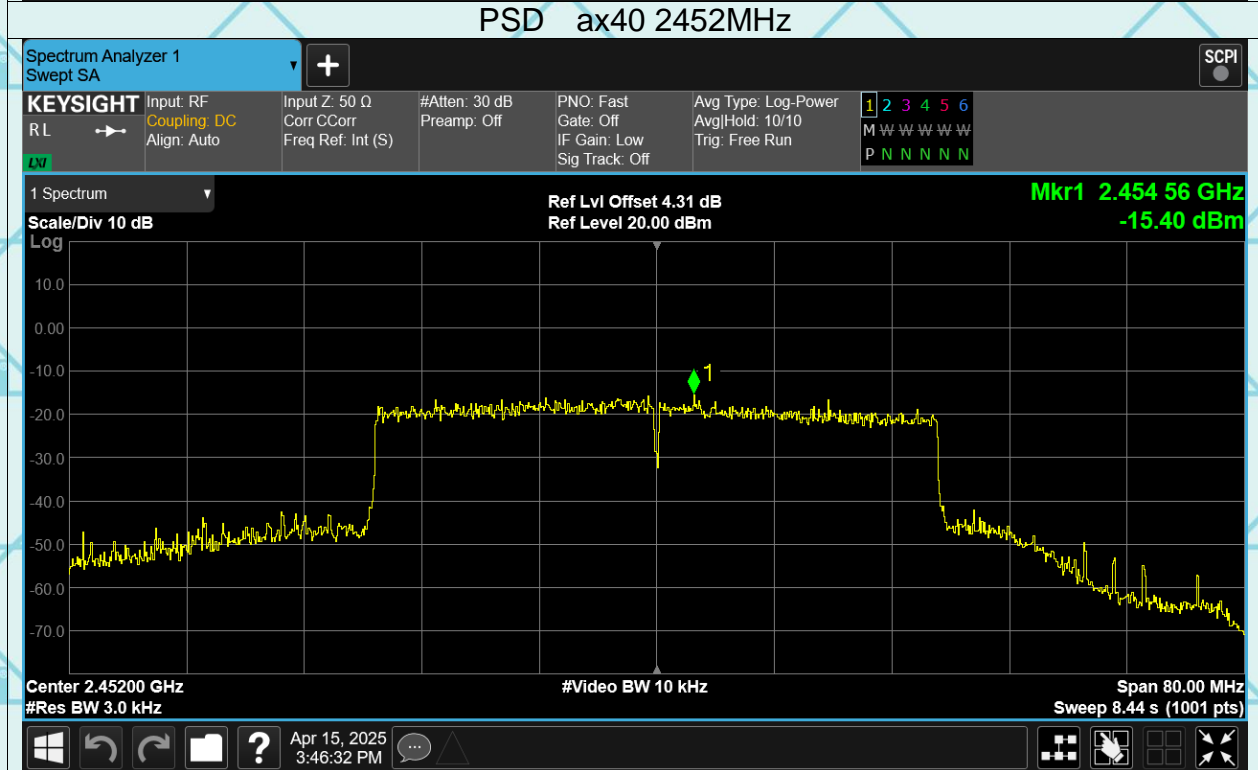 PSD ax40 2452MHz
Spectrum Analyzer 1
Swept SA
▼
+
SCPI
KEYSIGHT
RL
LXI
Input: RF
Coupling: DC
Align: Auto
Input Z: 50 Ω
Corr CCorr
Freq Ref: Int (S)
#Atten: 30 dB
Preamp: Off
PNO: Fast
Gate: Off
IF Gain: Low
Sig Track: Off
Avg Type: Log-Power
Avg|Hold: 10/10
Trig: Free Run
1 2 3 4 5 6
M W W W W W
P N N N N N
1 Spectrum ▼
Scale/Div 10 dB
Log
Ref Lvl Offset 4.31 dB
Ref Level 20.00 dBm
Mkr1 2.454 56 GHz
-15.40 dBm
10.0
0.00
-10.0
-20.0
-30.0
-40.0
-50.0
-60.0
-70.0
1
Center 2.45200 GHz
#Res BW 3.0 kHz
#Video BW 10 kHz
Span 80.00 MHz
Sweep 8.44 s (1001 pts)
?
Apr 15, 2025
3:46:32 PM